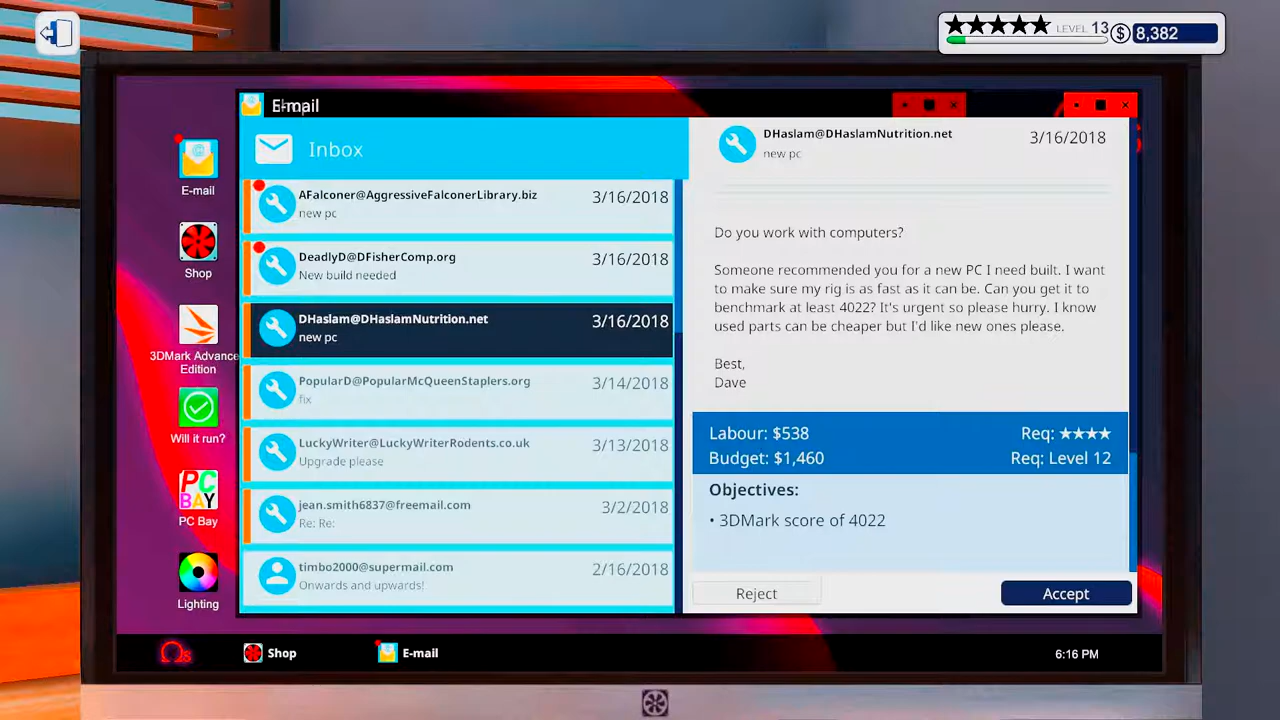 LEVEL 13
$ 8,382
E-mail
Shop
3DMark Advance
Edition
Will it run?
PC
BAY
PC Bay
Lighting
E-mail
Inbox
AFalconer@AggressiveFalconerLibrary.biz
3/16/2018
new pc
DeadlyD@DFisherComp.org
3/16/2018
New build needed
DHaslam@DHaslamNutrition.net
3/16/2018
new pc
PopularD@PopularMcQueenStaplers.org
3/14/2018
fix
LuckyWriter@LuckyWriterRodents.co.uk
3/13/2018
Upgrade please
jean.smith6837@freemail.com
3/2/2018
Re: Re:
timbo2000@supermail.com
2/16/2018
Onwards and upwards!
DHaslam@DHaslamNutrition.net
3/16/2018
new pc
Do you work with computers?
Someone recommended you for a new PC I need built. I want
to make sure my rig is as fast as it can be. Can you get it to
benchmark at least 4022? It's urgent so please hurry. I know
used parts can be cheaper but I'd like new ones please.
Best,
Dave
Labour: $538
Req: ★★★★
Budget: $1,460
Req: Level 12
Objectives:
• 3DMark score of 4022
Reject
Accept
Ωs
Shop
E-mail
6:16 PM